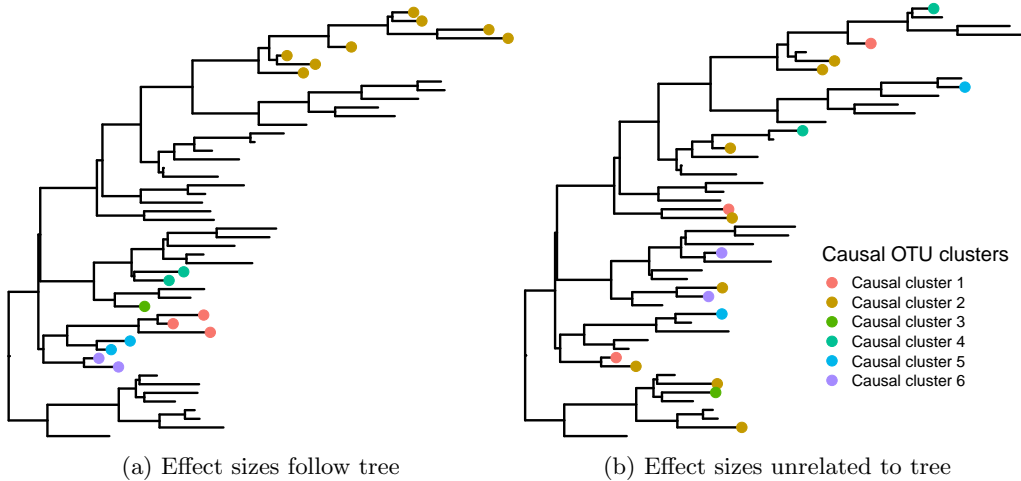 Causal OTU clusters
Causal cluster 1
Causal cluster 2
Causal cluster 3
Causal cluster 4
Causal cluster 5
Causal cluster 6
(a) Effect sizes follow tree
(b) Effect sizes unrelated to tree